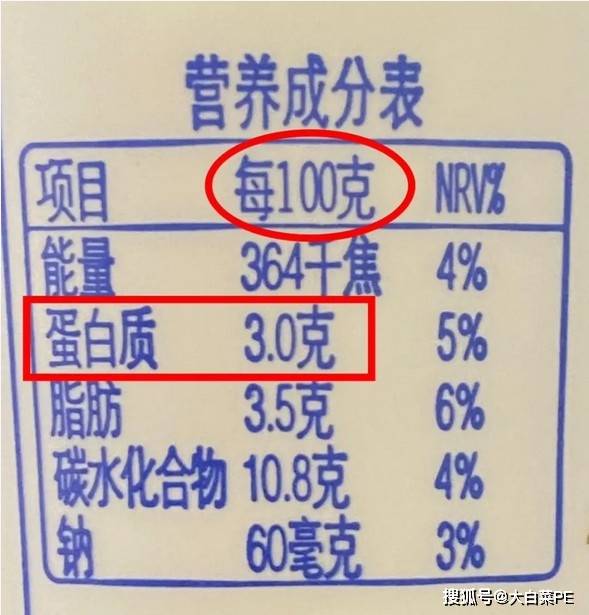 营养成分表
项目 每100克 NRV%
能量 364千焦 4%
蛋白质 3.0克 5%
脂肪 3.5克 6%
碳水化合物 10.8克 4%
钠 60毫克 3%
搜狐号@大白菜PE